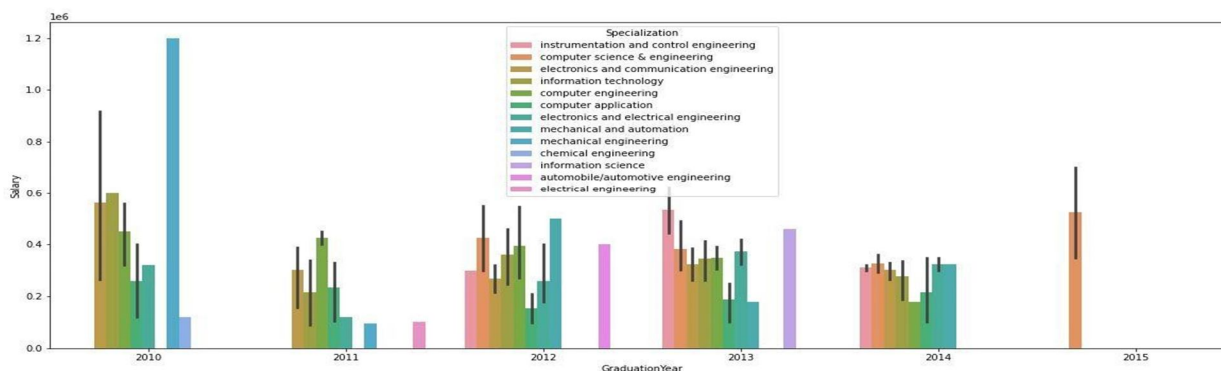 1e6
Specialization
instrumentation and control engineering
computer science & engineering
electronics and communication engineering
information technology
computer engineering
computer application
electronics and electrical engineering
mechanical and automation
mechanical engineering
chemical engineering
information science
automobile/automotive engineering
electrical engineering
1.2
1.0
0.8
0.6
0.4
0.2
0.0
Salary
2010 2011 2012 2013 2014 2015
GraduationYear